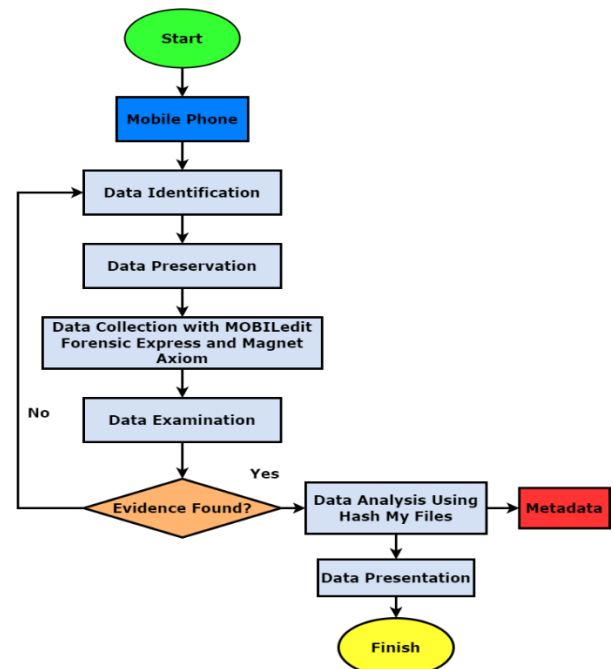 Start
Mobile Phone
Data Identification
Data Preservation
Data Collection with MOBILedit
Forensic Express and Magnet
Axiom
Data Examination
No
Yes
Evidence Found?
Data Analysis Using
Hash My Files
Metadata
Data Presentation
Finish